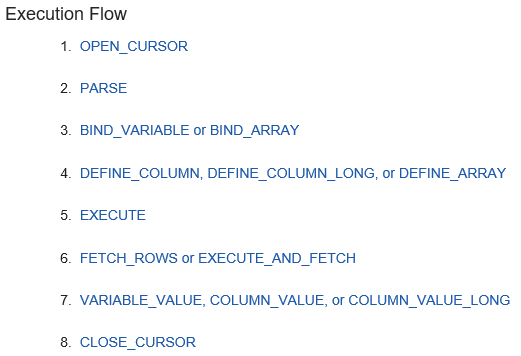 Execution Flow
1. OPEN_CURSOR
2. PARSE
3. BIND_VARIABLE or BIND_ARRAY
4. DEFINE_COLUMN, DEFINE_COLUMN_LONG, or DEFINE_ARRAY
5. EXECUTE
6. FETCH_ROWS or EXECUTE_AND_FETCH
7. VARIABLE_VALUE, COLUMN_VALUE, or COLUMN_VALUE_LONG
8. CLOSE_CURSOR